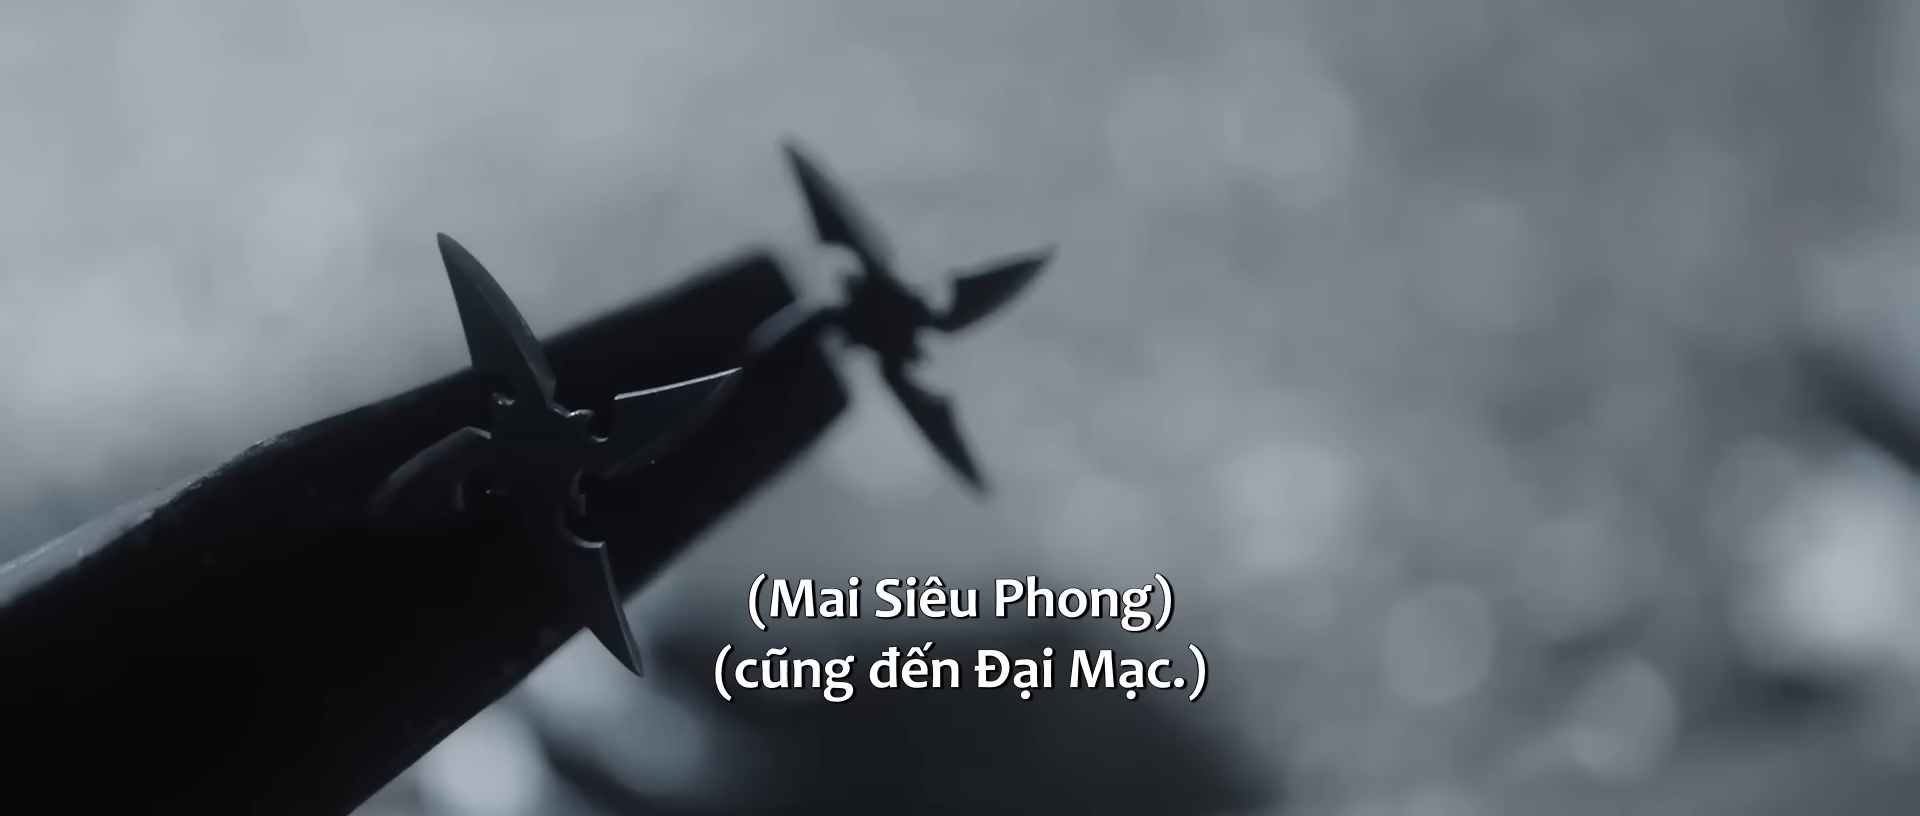 (Mai Siêu Phong)
(cũng đến Đại Mạc.)